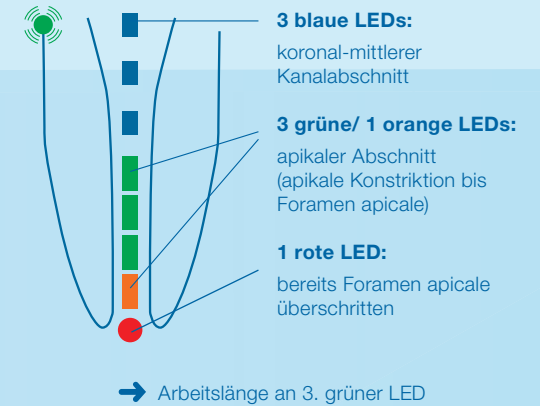 3 blaue LEDs:
koronal-mittlerer
Kanalabschnitt
3 grüne/ 1 orange LEDs:
apikaler Abschnitt
(apikale Konstriktion bis
Foramen apicale)
1 rote LED:
bereits Foramen apicale
überschritten
➔ Arbeitslänge an 3. grüner LED